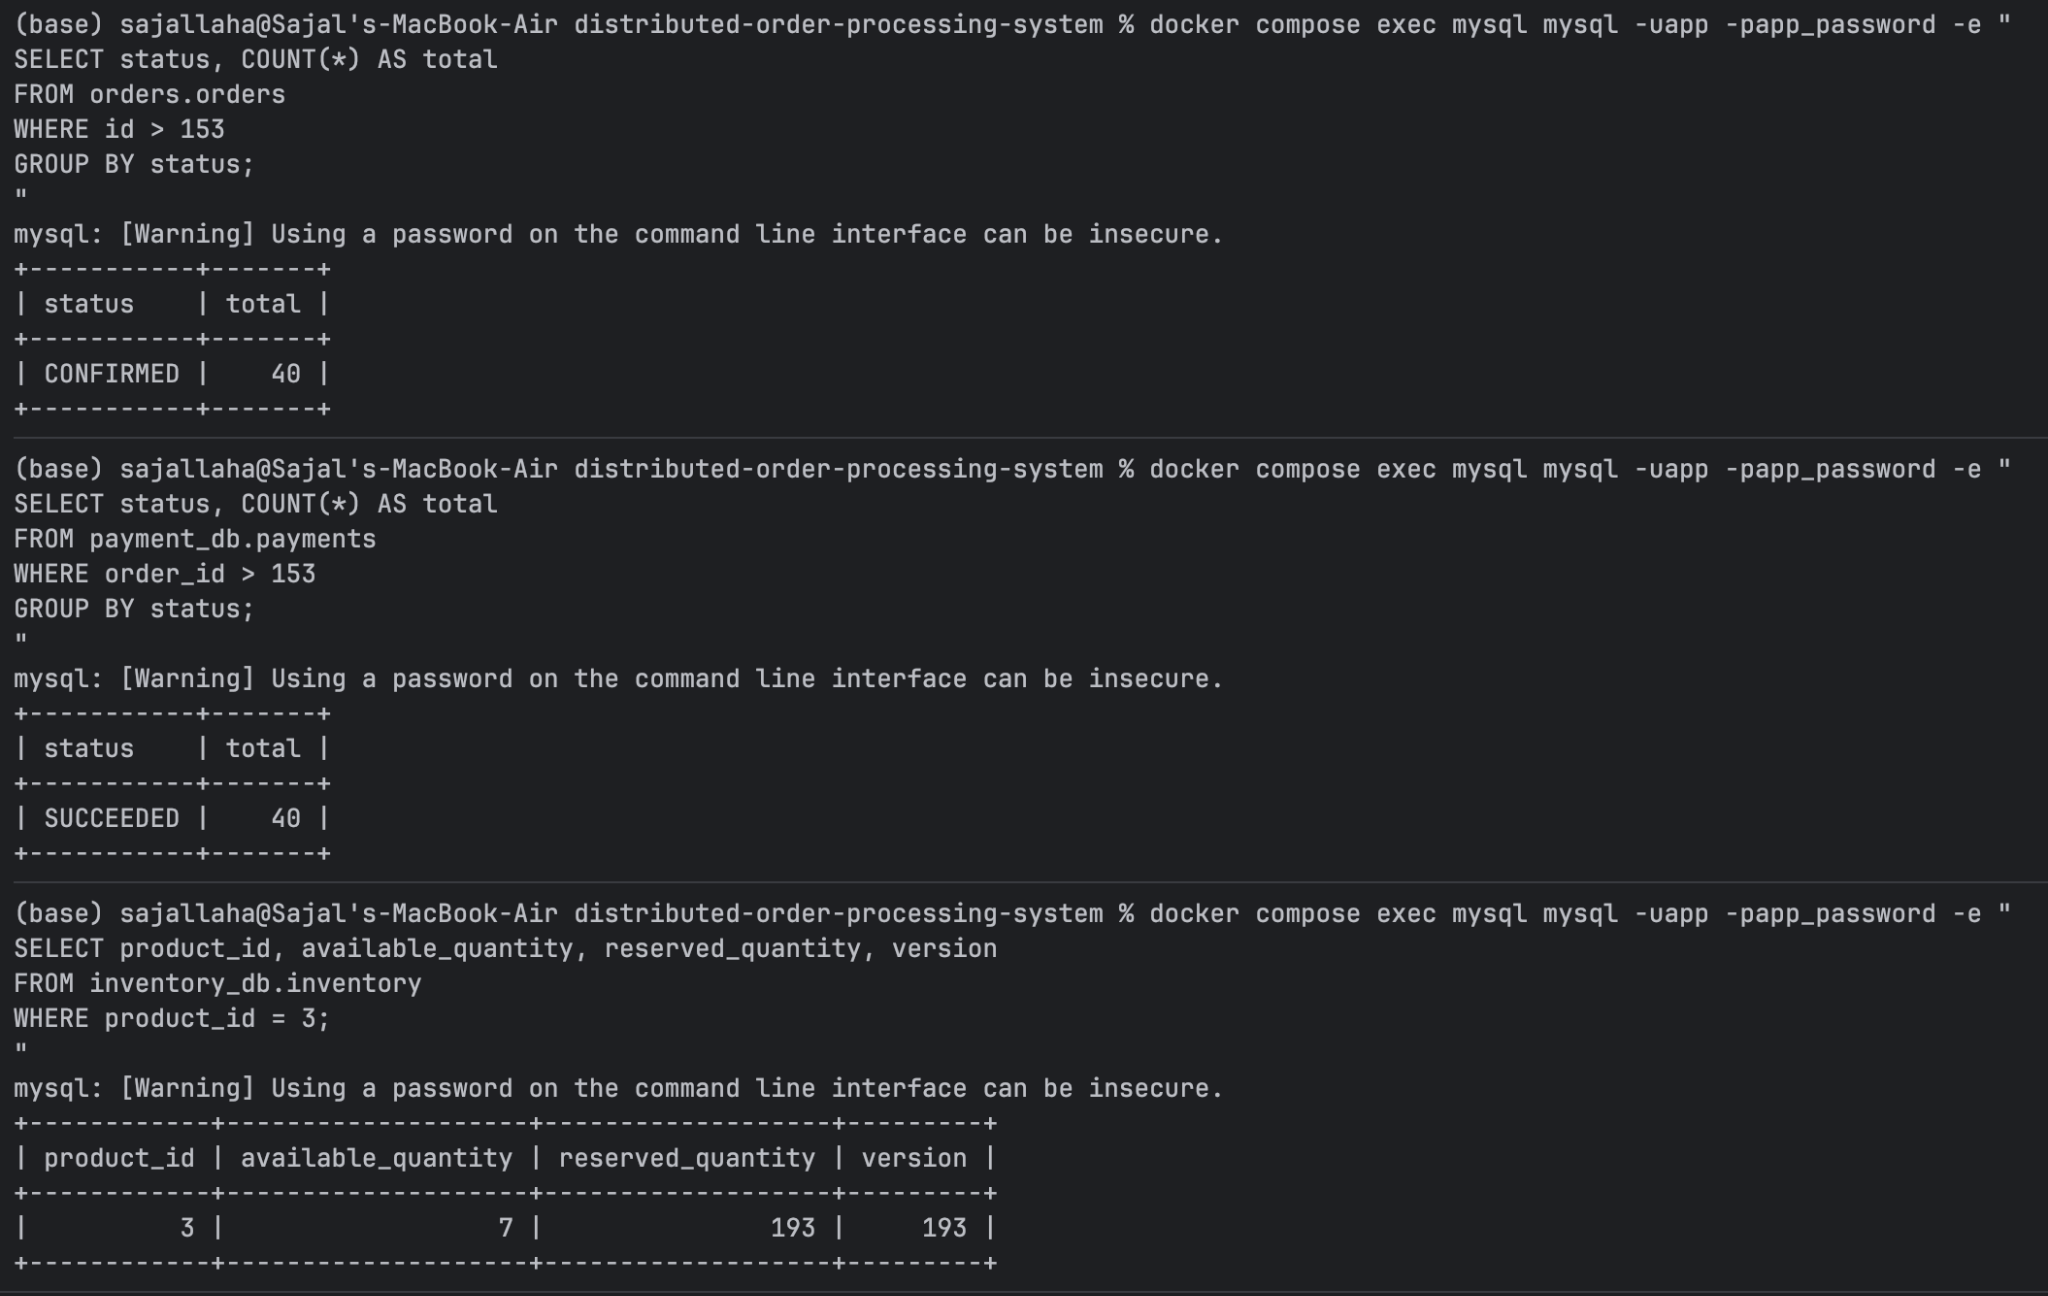 (base) sajallaha@Sajal's-MacBook-Air distributed-order-processing-system % docker compose exec mysql mysql -uapp -papp_password -e "
SELECT status, COUNT(*) AS total
FROM orders.orders
WHERE id > 153
GROUP BY status;
"
mysql: [Warning] Using a password on the command line interface can be insecure.
+-----------+-------+
| status    | total |
+-----------+-------+
| CONFIRMED |    40 |
+-----------+-------+
(base) sajallaha@Sajal's-MacBook-Air distributed-order-processing-system % docker compose exec mysql mysql -uapp -papp_password -e "
SELECT status, COUNT(*) AS total
FROM payment_db.payments
WHERE order_id > 153
GROUP BY status;
"
mysql: [Warning] Using a password on the command line interface can be insecure.
+-----------+-------+
| status    | total |
+-----------+-------+
| SUCCEEDED |    40 |
+-----------+-------+
(base) sajallaha@Sajal's-MacBook-Air distributed-order-processing-system % docker compose exec mysql mysql -uapp -papp_password -e "
SELECT product_id, available_quantity, reserved_quantity, version
FROM inventory_db.inventory
WHERE product_id = 3;
"
mysql: [Warning] Using a password on the command line interface can be insecure.
+------------+--------------------+-------------------+---------+
| product_id | available_quantity | reserved_quantity | version |
+------------+--------------------+-------------------+---------+
|          3 |                  7 |               193 |     193 |
+------------+--------------------+-------------------+---------+